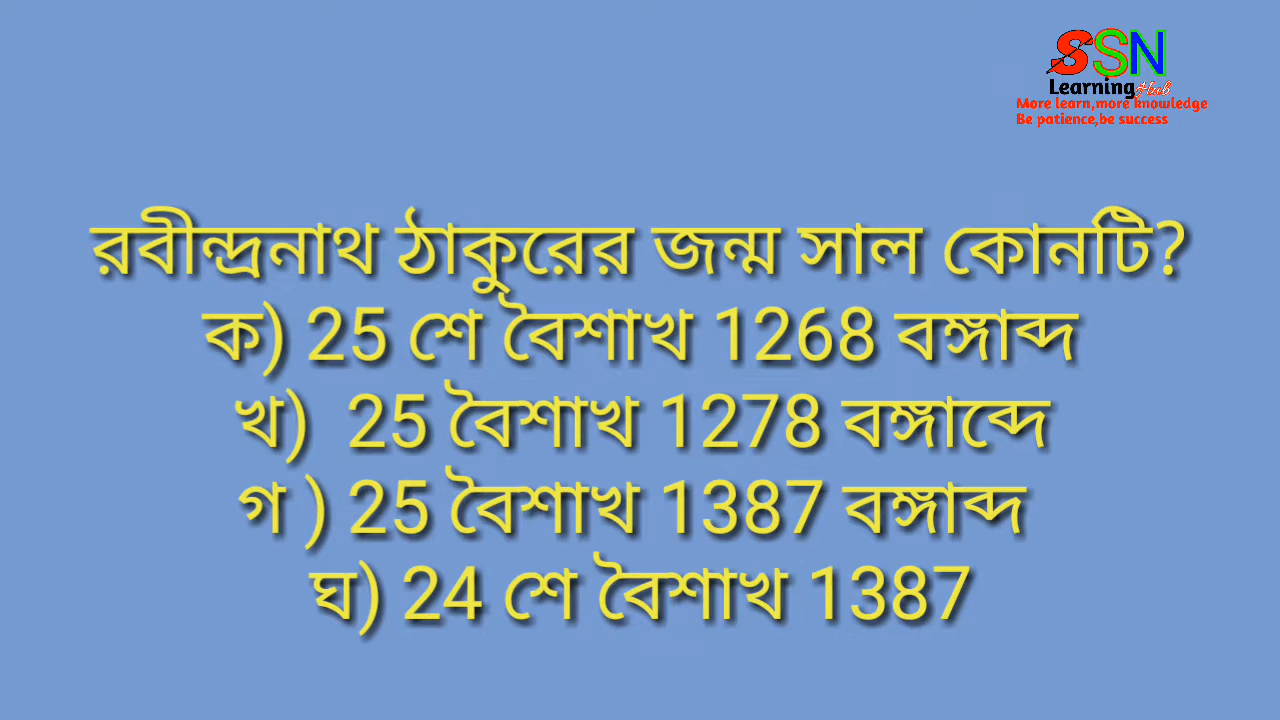 SSN
Learning Hub
More learn,more knowledge
Be patience,be success
রবীন্দ্রনাথ ঠাকুরের জন্ম সাল কোনটি?
ক) 25 শে বৈশাখ 1268 বঙ্গাব্দ
খ) 25 বৈশাখ 1278 বঙ্গাব্দে
গ ) 25 বৈশাখ 1387 বঙ্গাব্দ
ঘ) 24 শে বৈশাখ 1387